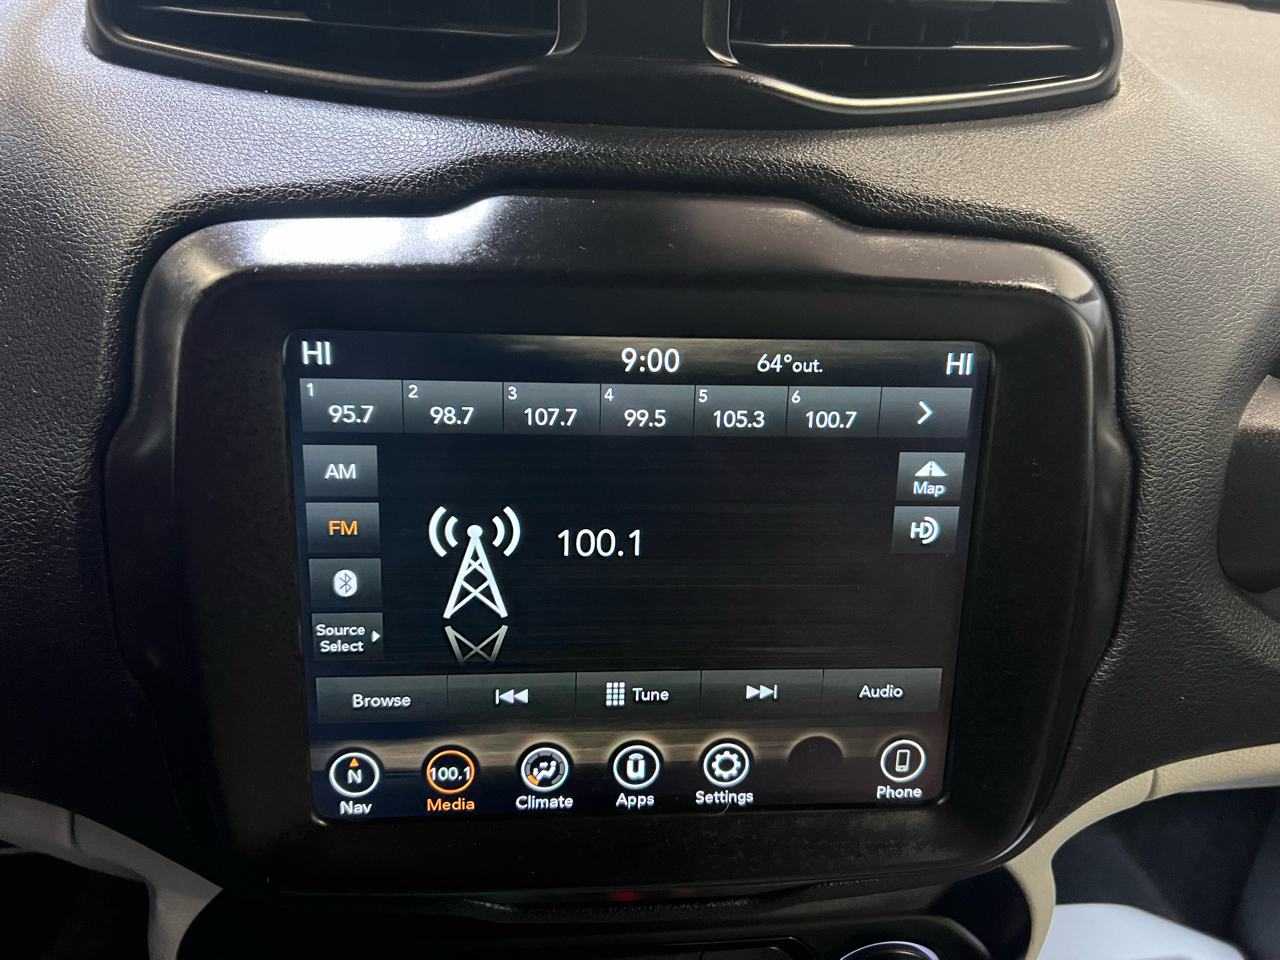 HI 9:00 64°out. HI
1 2 3 4 5 6
95.7 98.7 107.7 99.5 105.3 100.7
AM
Map
FM
HD
100.1
Source
Select
Browse Tune Audio
N 100.1
Nav Media Climate Apps Settings Phone